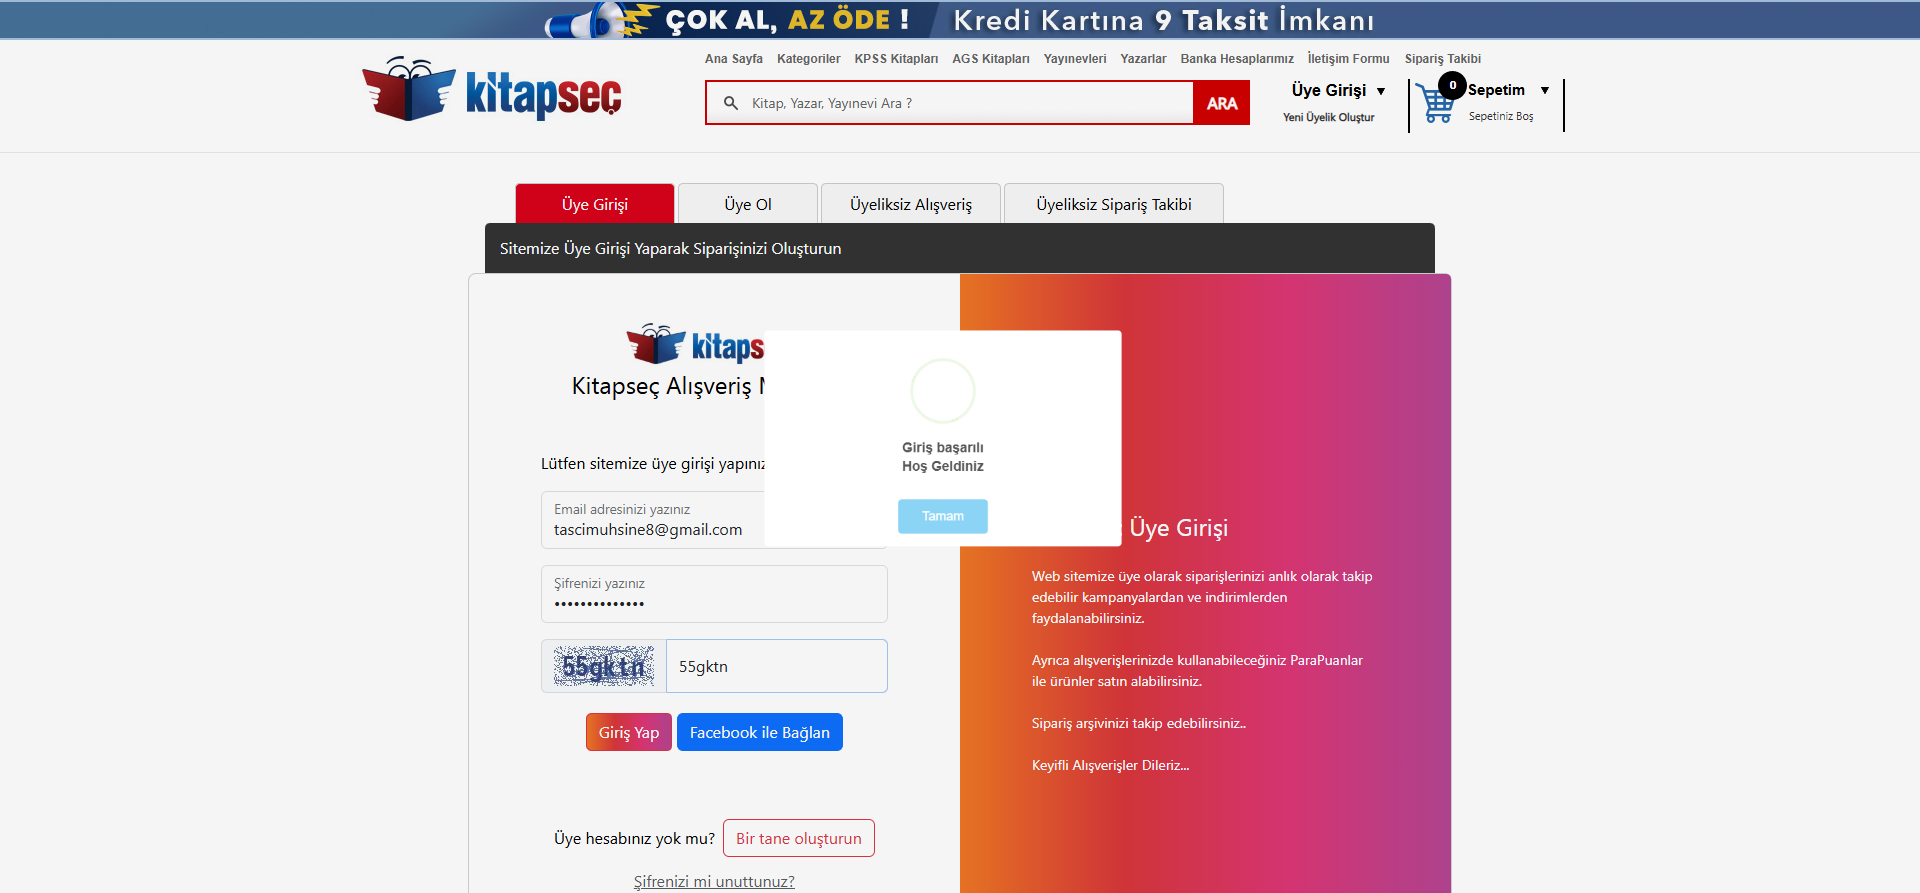 ÇOK AL, AZ ÖDE !
Kredi Kartına 9 Taksit İmkanı
Ana Sayfa Kategoriler KPSS Kitapları AGS Kitapları Yayınevleri Yazarlar Banka Hesaplarımız İletişim Formu Sipariş Takibi
kitapseç
Kitap, Yazar, Yayınevi Ara ?
ARA
Üye Girişi ▼
Yeni Üyelik Oluştur
0
Sepetim ▼
Sepetiniz Boş
Üye Girişi
Üye Ol
Üyeliksiz Alışveriş
Üyeliksiz Sipariş Takibi
Sitemize Üye Girişi Yaparak Siparişinizi Oluşturun
kitaps
Kitapseç Alışveriş
Lütfen sitemize üye girişi yapınız
Email adresinizi yazınız
tascimuhsine8@gmail.com
Şifrenizi yazınız
••••••••••••••
55gktn
55gktn
Giriş Yap
Facebook ile Bağlan
Üye hesabınız yok mu?
Bir tane oluşturun
Şifrenizi mi unuttunuz?
Giriş başarılı
Hoş Geldiniz
Tamam
Üye Girişi
Web sitemize üye olarak siparişlerinizi anlık olarak takip
edebilir kampanyalardan ve indirimlerden
faydalanabilirsiniz.
Ayrıca alışverişlerinizde kullanabileceğiniz ParaPuanlar
ile ürünler satın alabilirsiniz.
Sipariş arşivinizi takip edebilirsiniz..
Keyifli Alışverişler Dileriz...